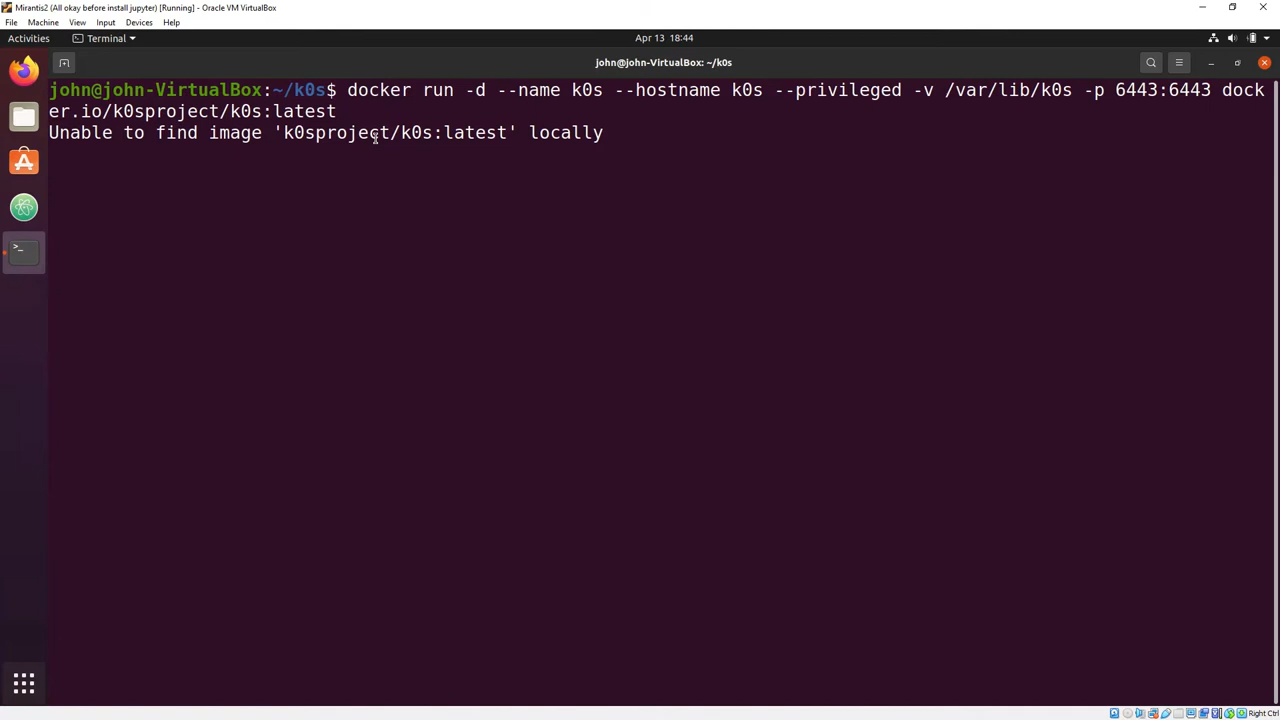 Mirantis2 (All okay before install jupyter) [Running] - Oracle VM VirtualBox
File Machine View Input Devices Help
Activities Terminal Apr 13 18:44
john@john-VirtualBox: ~/k0s
john@john-VirtualBox:~/k0s$ docker run -d --name k0s --hostname k0s --privileged -v /var/lib/k0s -p 6443:6443 dock
er.io/k0sproject/k0s:latest
Unable to find image 'k0sproject/k0s:latest' locally
>_
Right Ctrl